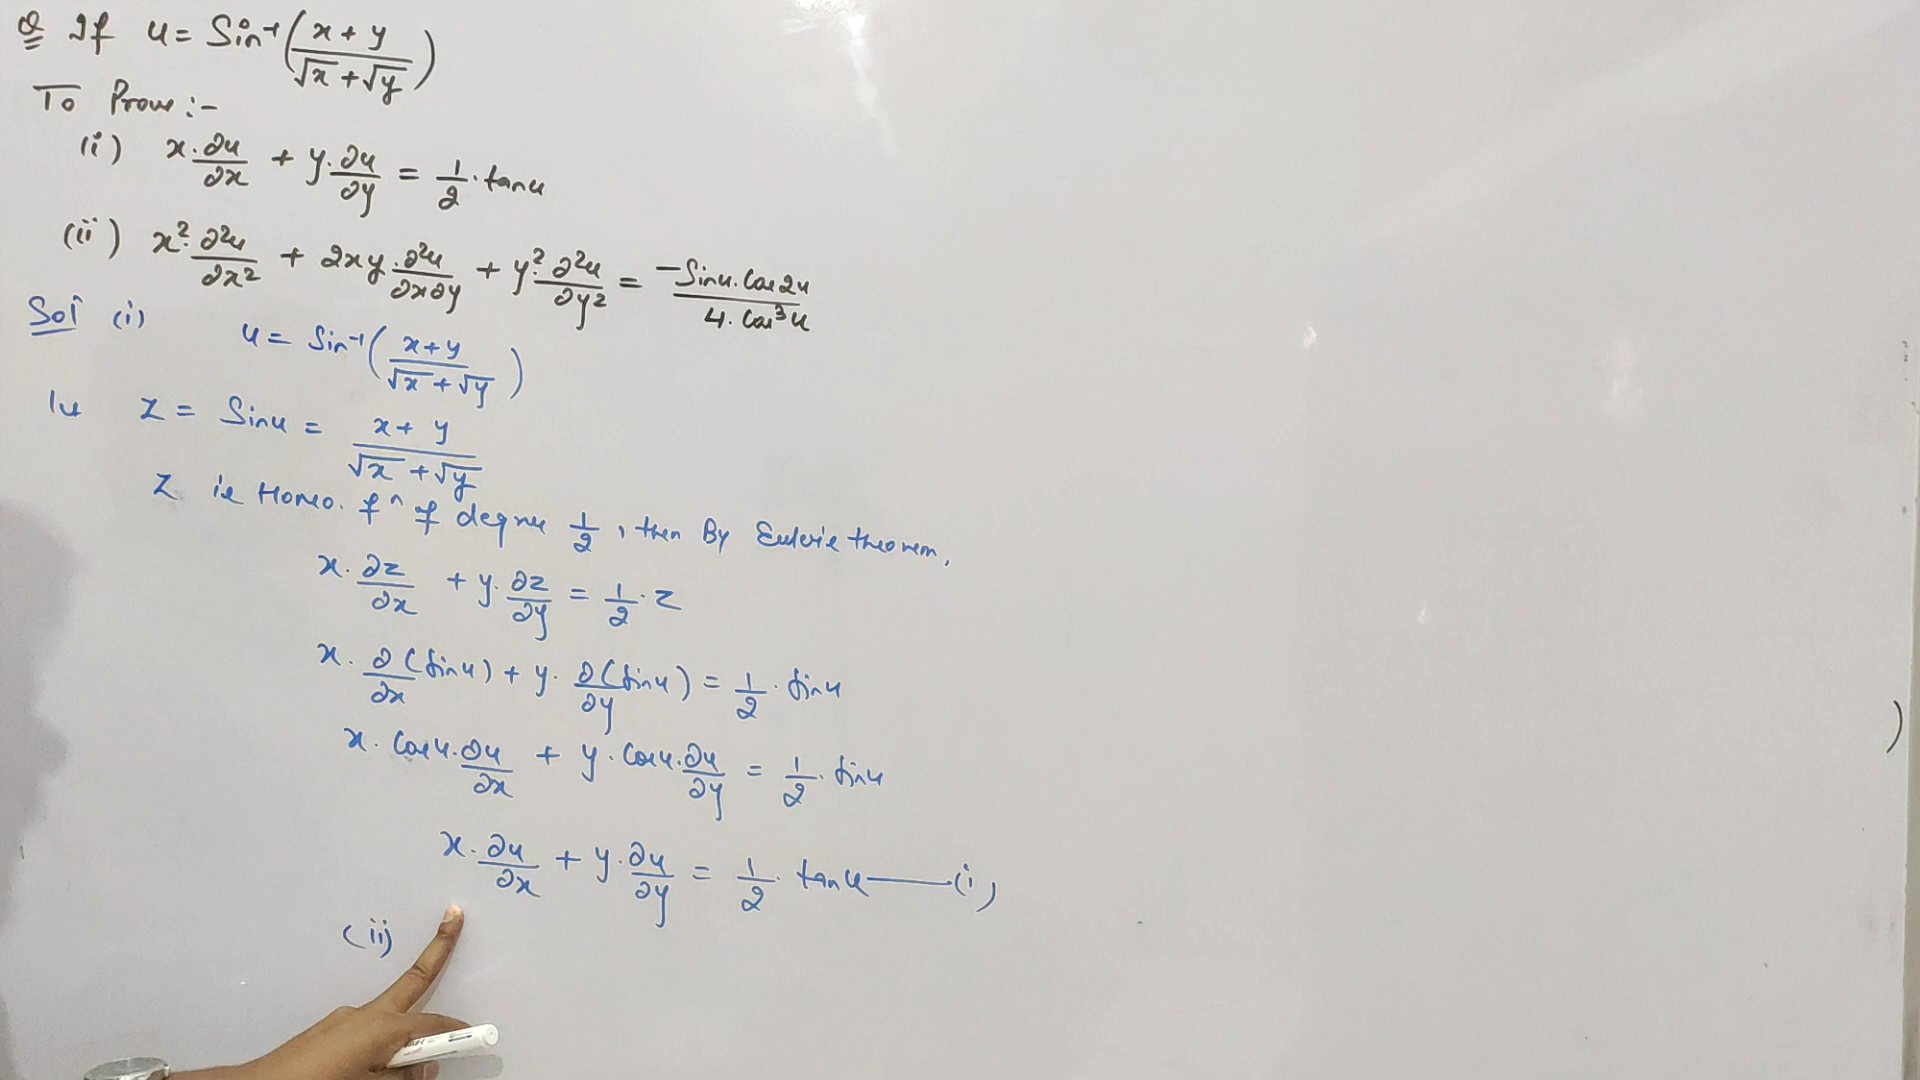 Q If u = Sin⁻¹((x + y)/(√x + √y))
To Prove :-
(i) x·∂u/∂x + y·∂u/∂y = 1/2 · tanu
(ii) x²·∂²u/∂x² + 2xy·∂²u/∂x∂y + y²·∂²u/∂y² = -Sinu.Cos2u/4.Cos³u
Solⁿ (i) u = Sin⁻¹((x+y)/(√x + √y))
let z = Sinu = (x + y)/(√x + √y)
z is Homo. fⁿ of degree 1/2, then By Euler's theorem,
x·∂z/∂x + y·∂z/∂y = 1/2·z
x·∂(Sinu)/∂x + y·∂(Sinu)/∂y = 1/2·Sinu
x·Cosu·∂u/∂x + y·Cosu·∂u/∂y = 1/2·Sinu
x·∂u/∂x + y·∂u/∂y = 1/2·tanu —— (i)
(ii)